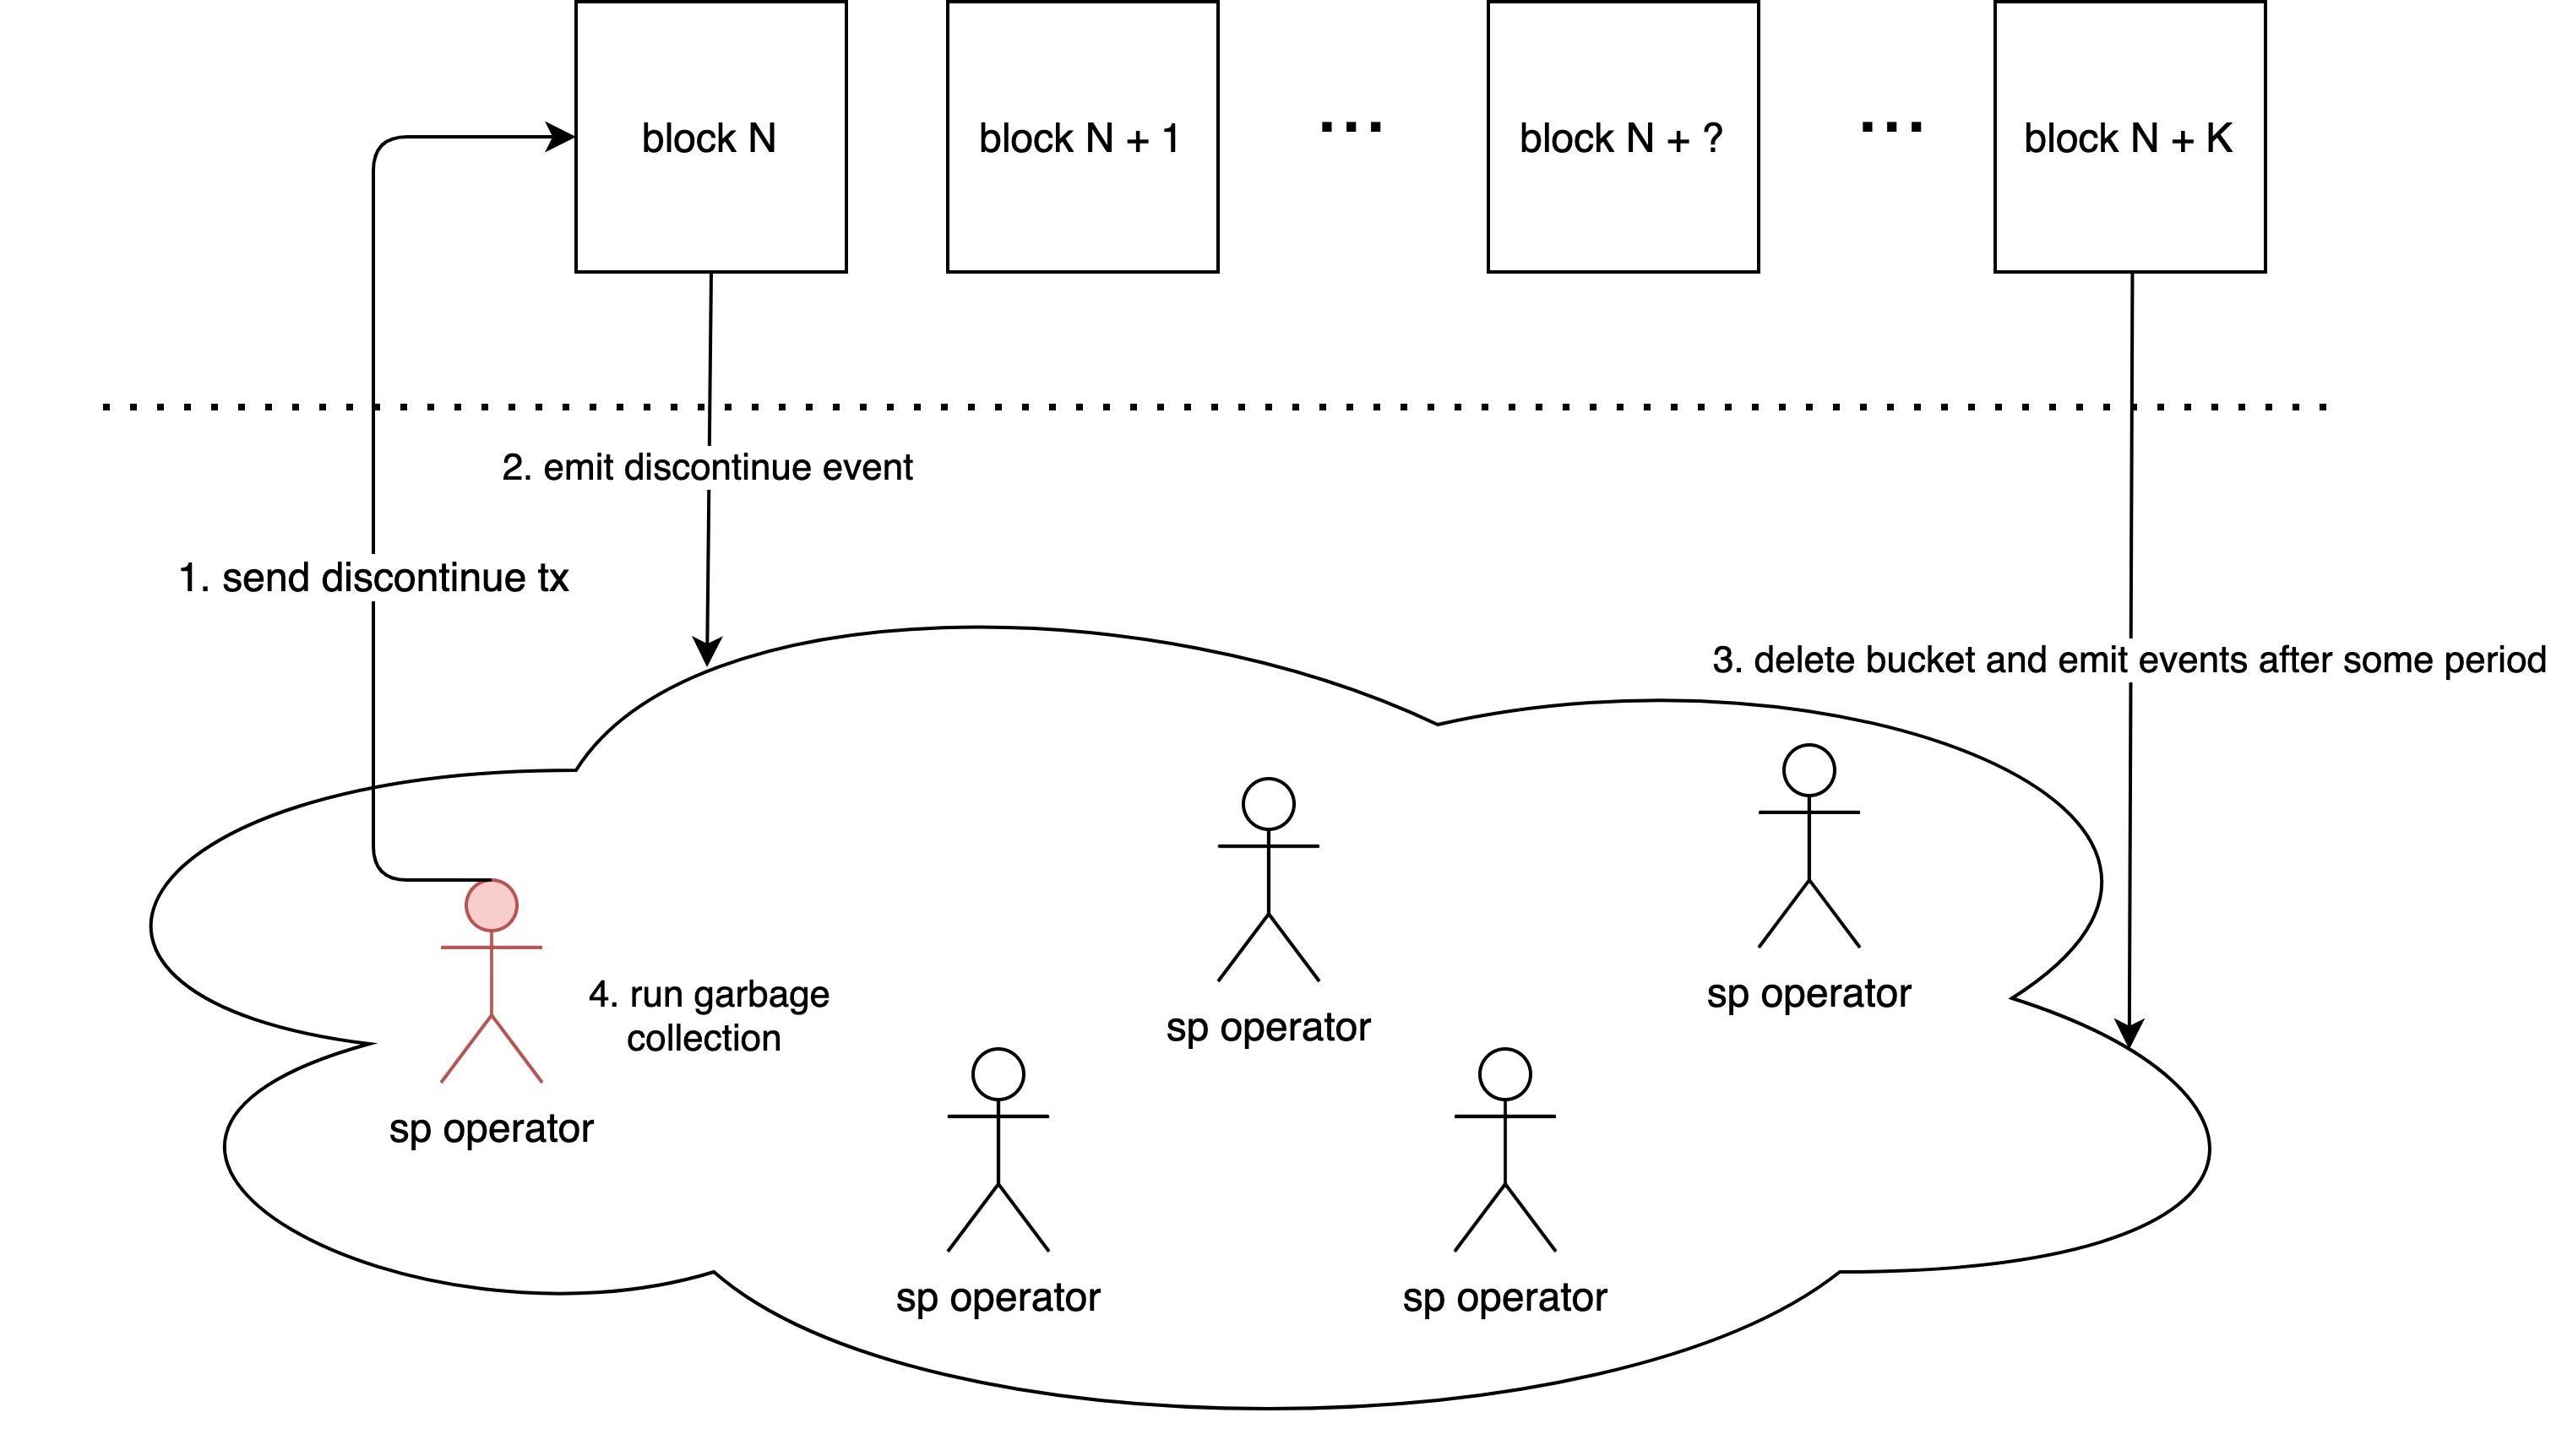 block N
block N + 1
...
block N + ?
...
block N + K
2. emit discontinue event
1. send discontinue tx
3. delete bucket and emit events after some period
4. run garbage
collection
sp operator
sp operator
sp operator
sp operator
sp operator